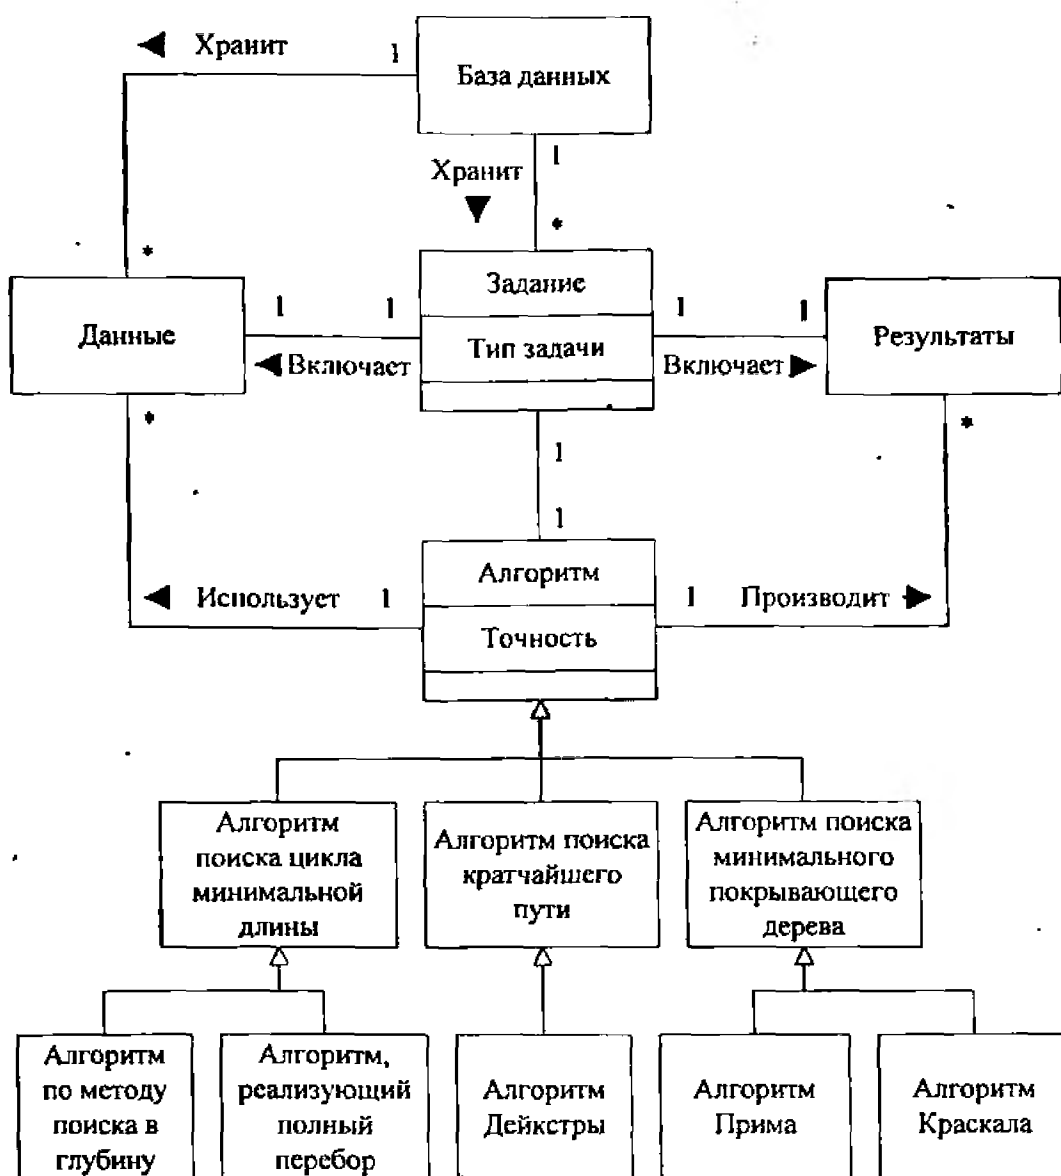 ◄ Хранит 1
База данных
1
Хранит
▼
*
*
Задание
Данные
1
1
Тип задачи
1
1
Результаты
◄ Включает
Включает ►
*
1
*
1
Алгоритм
◄ Использует 1
1 Производит ►
Точность
Алгоритм
поиска цикла
минимальной
длины
Алгоритм поиска
кратчайшего
пути
Алгоритм поиска
минимального
покрывающего
дерева
Алгоритм
по методу
поиска в
глубину
Алгоритм,
реализующий
полный
перебор
Алгоритм
Дейкстры
Алгоритм
Прима
Алгоритм
Краскала